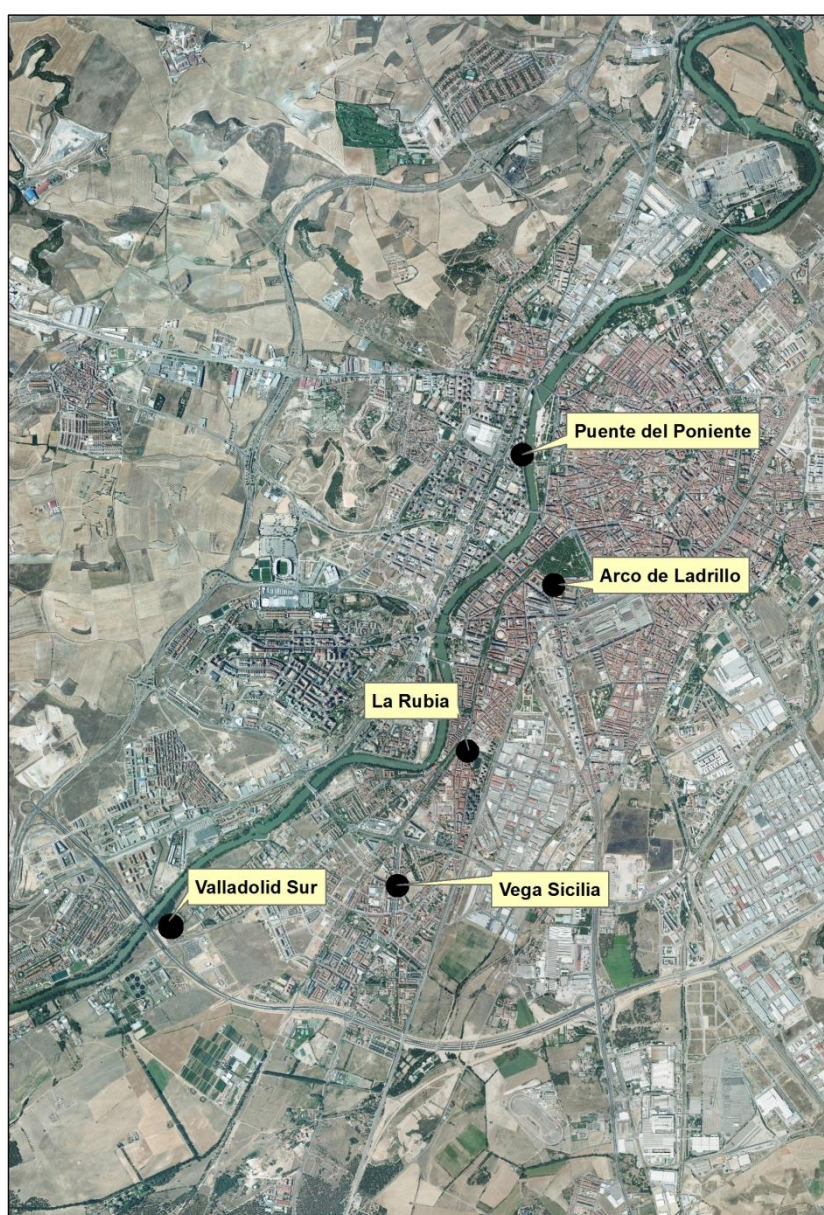 Puente del Poniente
Arco de Ladrillo
La Rubia
Valladolid Sur
Vega Sicilia